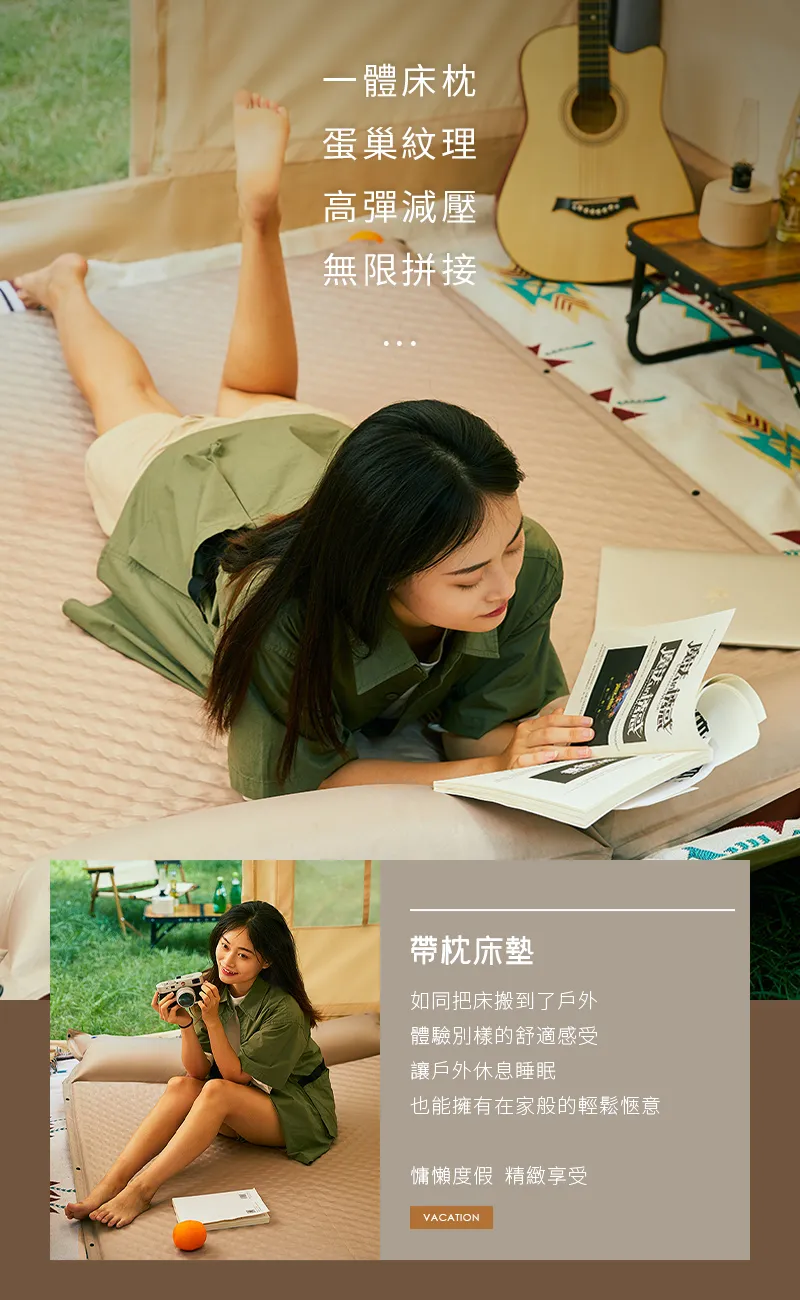 一體床枕
蛋巢紋理
高彈減壓
無限拼接
...
帶枕床墊
如同把床搬到了戶外
體驗別樣的舒適感受
讓戶外休息睡眠
也能擁有在家般的輕鬆愜意
慵懶度假 精緻享受
VACATION